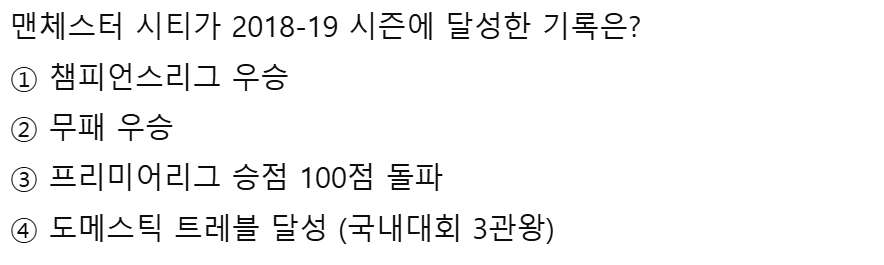 맨체스터 시티가 2018-19 시즌에 달성한 기록은?
① 챔피언스리그 우승
② 무패 우승
③ 프리미어리그 승점 100점 돌파
④ 도메스틱 트레블 달성 (국내대회 3관왕)